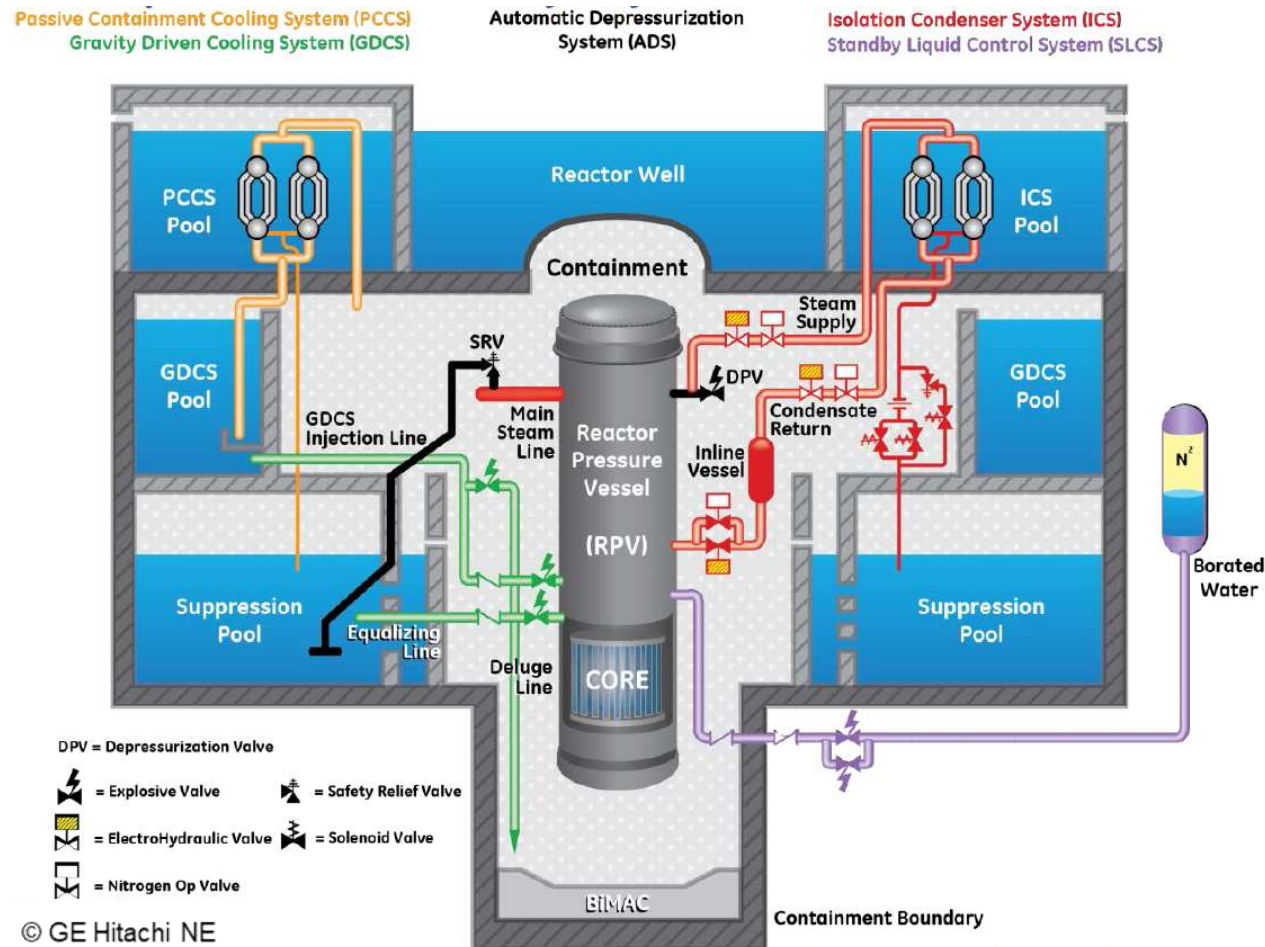 Passive Containment Cooling System (PCCS)
Gravity Driven Cooling System (GDCS)
Automatic Depressurization
System (ADS)
Isolation Condenser System (ICS)
Standby Liquid Control System (SLCS)
Reactor Well
PCCS
Pool
ICS
Pool
Containment
Steam
Supply
SRV
DPV
GDCS
Pool
GDCS
Injection Line
Main
Steam
Line
Reactor
Pressure
Vessel
(RPV)
Condensate
Return
Inline
Vessel
GDCS
Pool
N²
Borated
Water
Suppression
Pool
Equalizing
Line
Suppression
Pool
Deluge
Line
CORE
DPV = Depressurization Valve
= Explosive Valve
= Safety Relief Valve
= ElectroHydraulic Valve
= Solenoid Valve
= Nitrogen Op Valve
BiMAC
Containment Boundary
© GE Hitachi NE